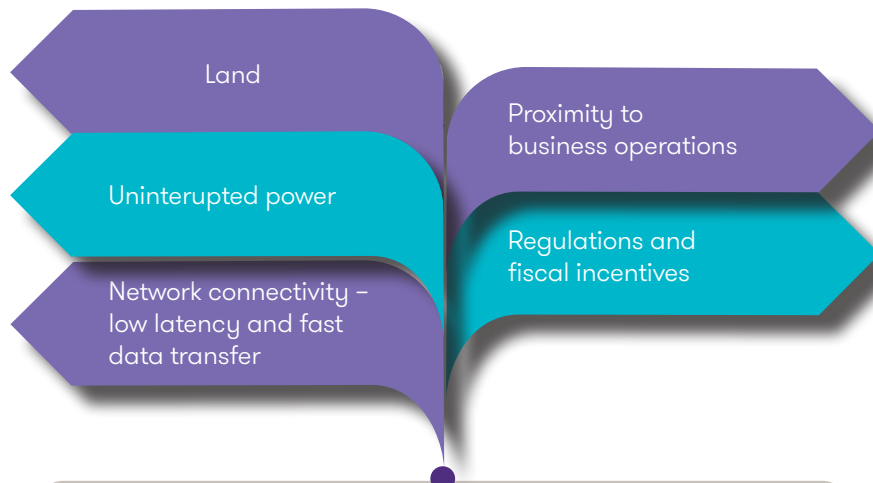 Land
Uninterupted power
Network connectivity –
low latency and fast
data transfer
Proximity to
business operations
Regulations and
fiscal incentives